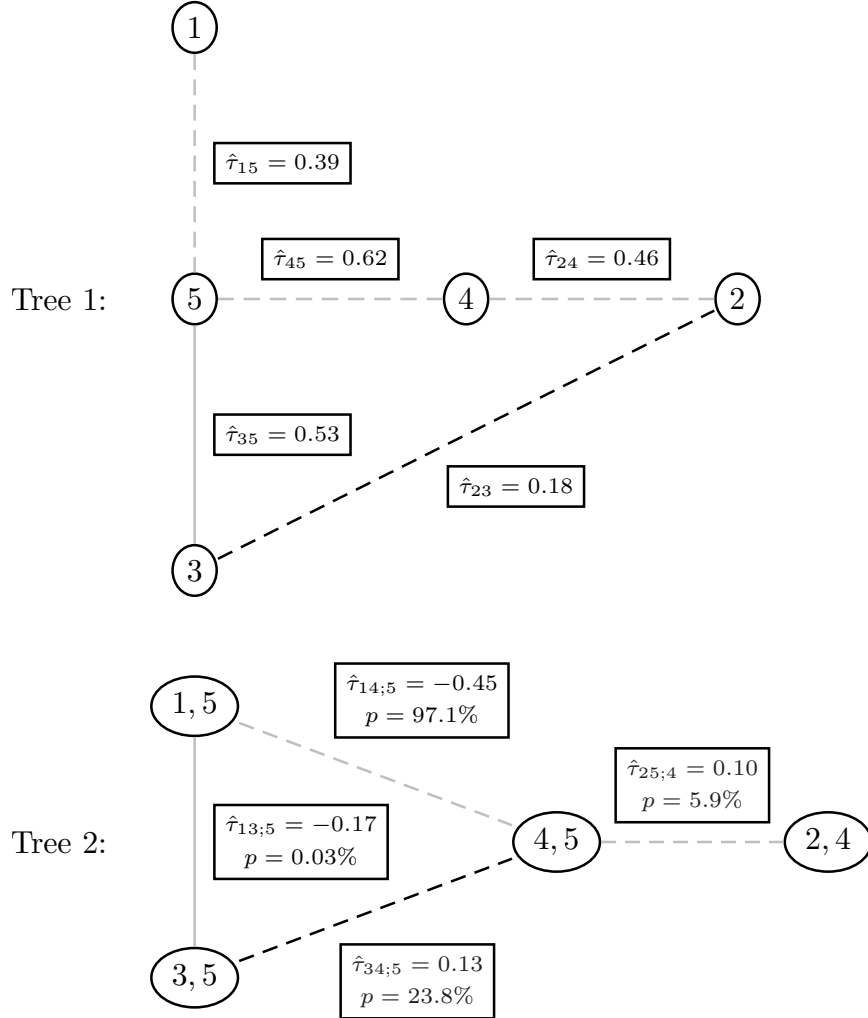 1
τ̂₁₅ = 0.39
τ̂₄₅ = 0.62
τ̂₂₄ = 0.46
Tree 1:
5
4
2
τ̂₃₅ = 0.53
τ̂₂₃ = 0.18
3
τ̂₁₄;₅ = −0.45
p = 97.1%
1, 5
τ̂₂₅;₄ = 0.10
p = 5.9%
τ̂₁₃;₅ = −0.17
p = 0.03%
Tree 2:
4, 5
2, 4
τ̂₃₄;₅ = 0.13
p = 23.8%
3, 5